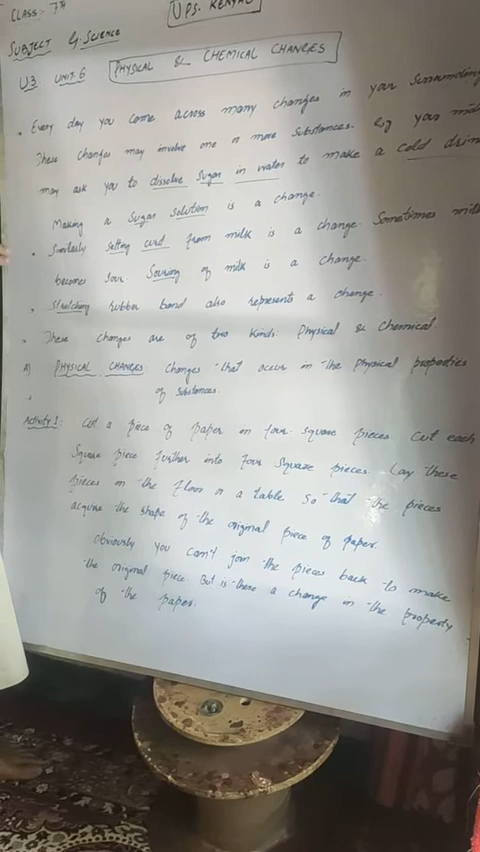 CLASS:- 7TH
UPS. KENYAL
SUBJECT G. SCIENCE
U3 UNIT. 6 PHYSICAL & CHEMICAL CHANGES
• Every day you come across many changes in your surrounding
These changes may involve one or more substances. Eg your
may ask you to dissolve sugar in water to make a cold drin
Making a sugar solution is a change.
• Similarly setting curd from milk is a change. Sometimes milk
becomes sour. Souring of milk is a change.
• Stretching rubber band also represents a change.
• These changes are of two kinds: Physical & Chemical.
A) PHYSICAL CHANGES Changes that occur in the physical properties
of substances.
Activity 1: Cut a piece of paper in four square pieces. Cut each
square piece further into four square pieces. Lay these
pieces on the floor or a table so that the pieces
acquire the shape of the original piece of paper.
Obviously you can't join the pieces back to make
the original piece. But is there a change in the property
of the paper.